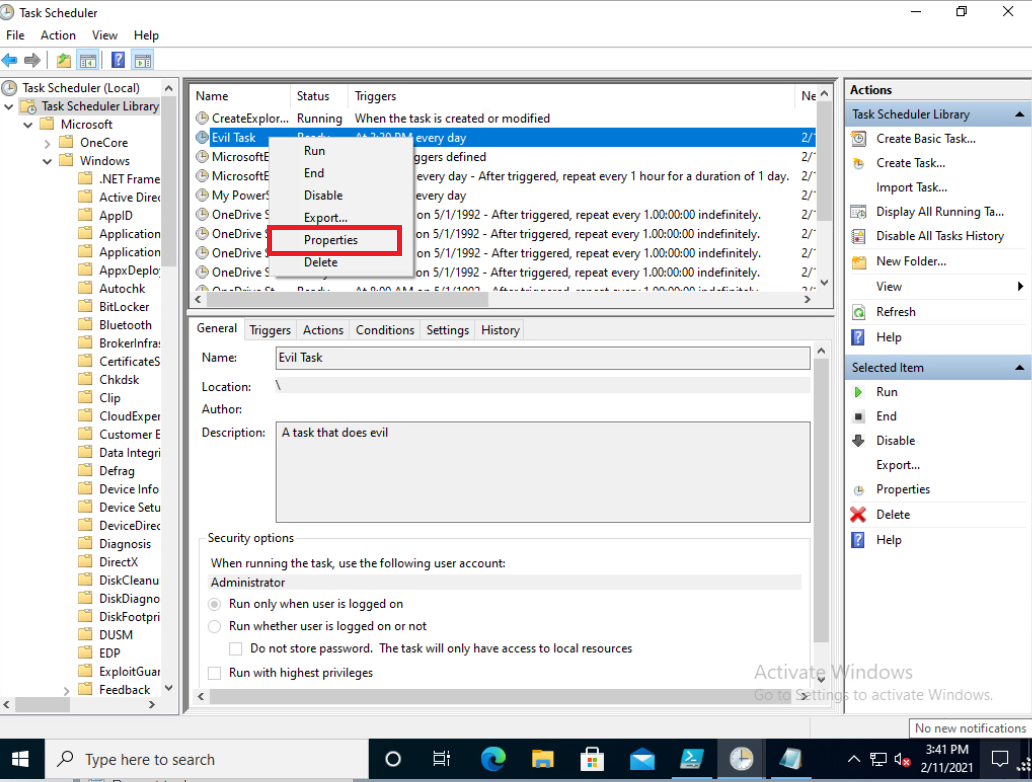 Task Scheduler
File Action View Help
Task Scheduler (Local)
Task Scheduler Library
Microsoft
OneCore
Windows
.NET Frame
Active Direc
AppID
Application
Application
AppxDeplo
Autochk
BitLocker
Bluetooth
BrokerInfras
CertificateS
Chkdsk
Clip
CloudExper
Customer E
Data Integri
Defrag
Device Info
Device Setu
DeviceDirec
Diagnosis
DirectX
DiskCleanu
DiskDiagno
DiskFootpri
DUSM
EDP
ExploitGuar
Feedback
Name Status Triggers Ne
CreateExplor... Running When the task is created or modified
Evil Task Ready At 3:30 PM every day 2/
MicrosoftE ggers defined 2/
MicrosoftE every day - After triggered, repeat every 1 hour for a duration of 1 day. 2/
My PowerS every day 2/
OneDrive S on 5/1/1992 - After triggered, repeat every 1.00:00:00 indefinitely. 2/
OneDrive S on 5/1/1992 - After triggered, repeat every 1.00:00:00 indefinitely. 2/
OneDrive S on 5/1/1992 - After triggered, repeat every 1.00:00:00 indefinitely. 2/
OneDrive S on 5/1/1992 - After triggered, repeat every 1.00:00:00 indefinitely. 2/
Run
End
Disable
Export...
Properties
Delete
General Triggers Actions Conditions Settings History
Name: Evil Task
Location: \
Author:
Description: A task that does evil
Security options
When running the task, use the following user account:
Administrator
Run only when user is logged on
Run whether user is logged on or not
Do not store password. The task will only have access to local resources
Run with highest privileges
Actions
Task Scheduler Library
Create Basic Task...
Create Task...
Import Task...
Display All Running Ta...
Disable All Tasks History
New Folder...
View
Refresh
Help
Selected Item
Run
End
Disable
Export...
Properties
Delete
Help
Activate Windows
Go to Settings to activate Windows.
No new notifications
Type here to search
3:41 PM
2/11/2021